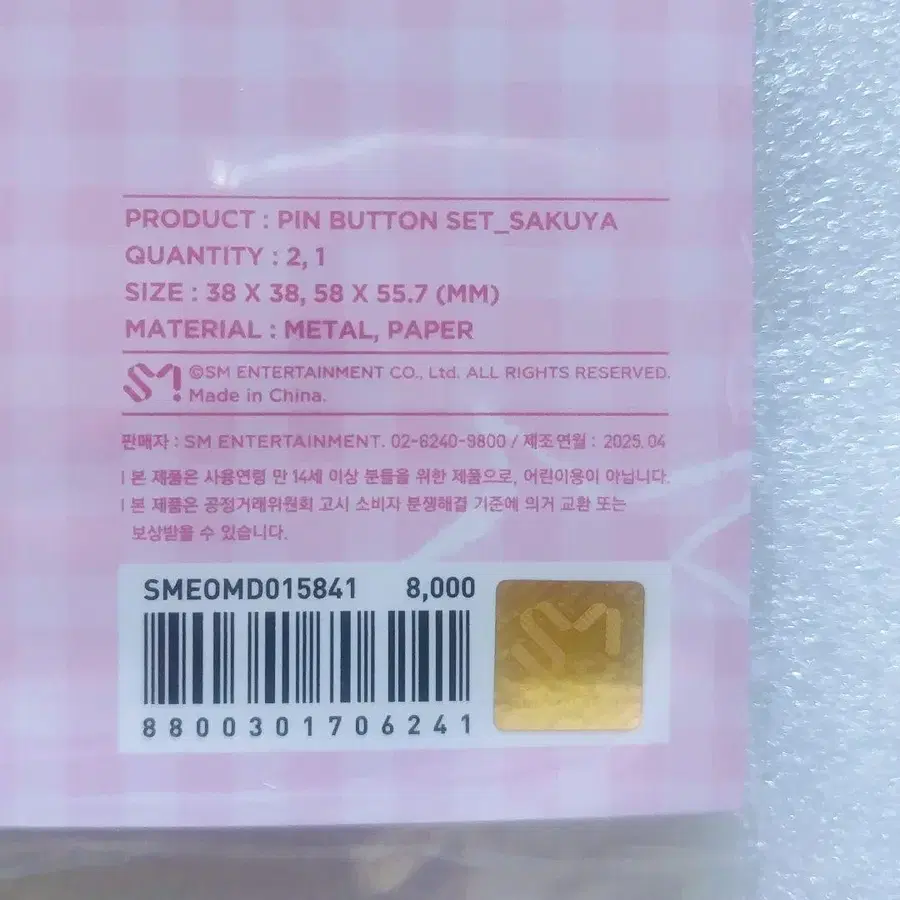 PRODUCT : PIN BUTTON SET_SAKUYA
QUANTITY : 2, 1
SIZE : 38 X 38, 58 X 55.7 (MM)
MATERIAL : METAL, PAPER
SM
©SM ENTERTAINMENT CO., Ltd. ALL RIGHTS RESERVED.
Made in China.
판매자 : SM ENTERTAINMENT. 02-6240-9800 / 제조연월 : 2025.04
| 본 제품은 사용연령 만 14세 이상 분들을 위한 제품으로, 어린이용이 아닙니다.
| 본 제품은 공정거래위원회 고시 소비자 분쟁해결 기준에 의거 교환 또는
보상받을 수 있습니다.
SMEOMD015841 8,000
SM
8800301706241